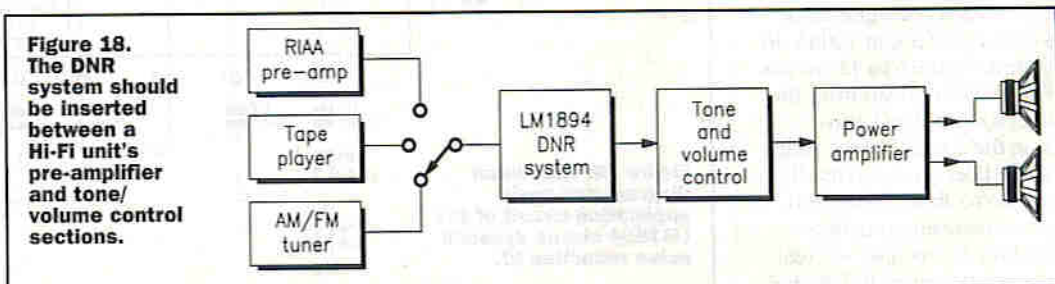 Figure 18.
The DNR
system should
be inserted
between a
Hi-Fi unit's
pre-amplifier
and tone/
volume control
sections.
RIAA
pre-amp
Tape
player
AM/FM
tuner
LM1894
DNR
system
Tone
and
volume
control
Power
amplifier